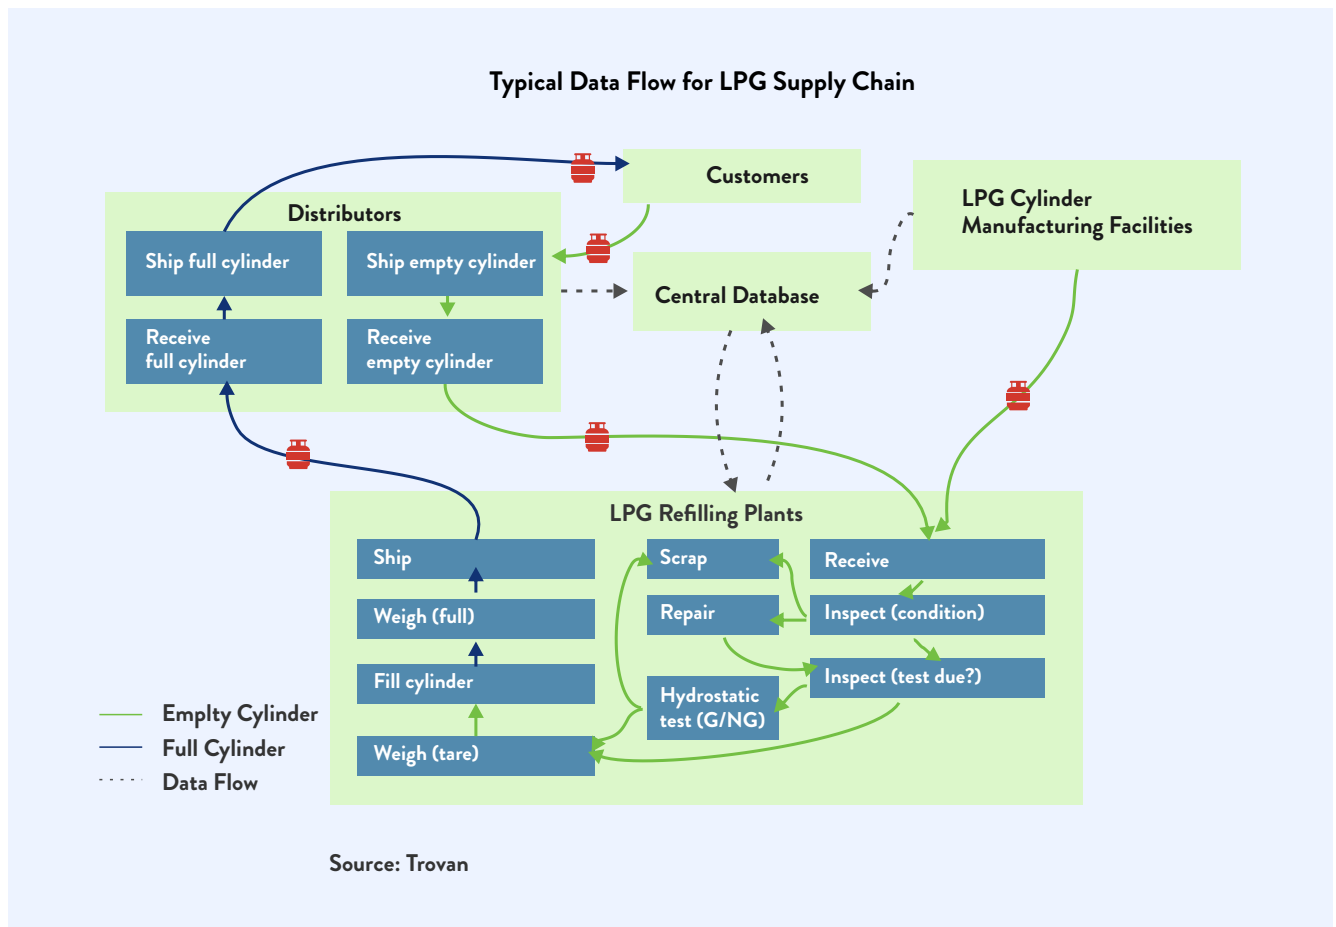 Typical Data Flow for LPG Supply Chain
Customers
LPG Cylinder
Manufacturing Facilities
Distributors
Ship full cylinder
Ship empty cylinder
Receive
full cylinder
Receive
empty cylinder
Central Database
LPG Refilling Plants
Ship
Weigh (full)
Fill cylinder
Weigh (tare)
Scrap
Repair
Hydrostatic
test (G/NG)
Receive
Inspect (condition)
Inspect (test due?)
Emplty Cylinder
Full Cylinder
Data Flow
Source: Trovan